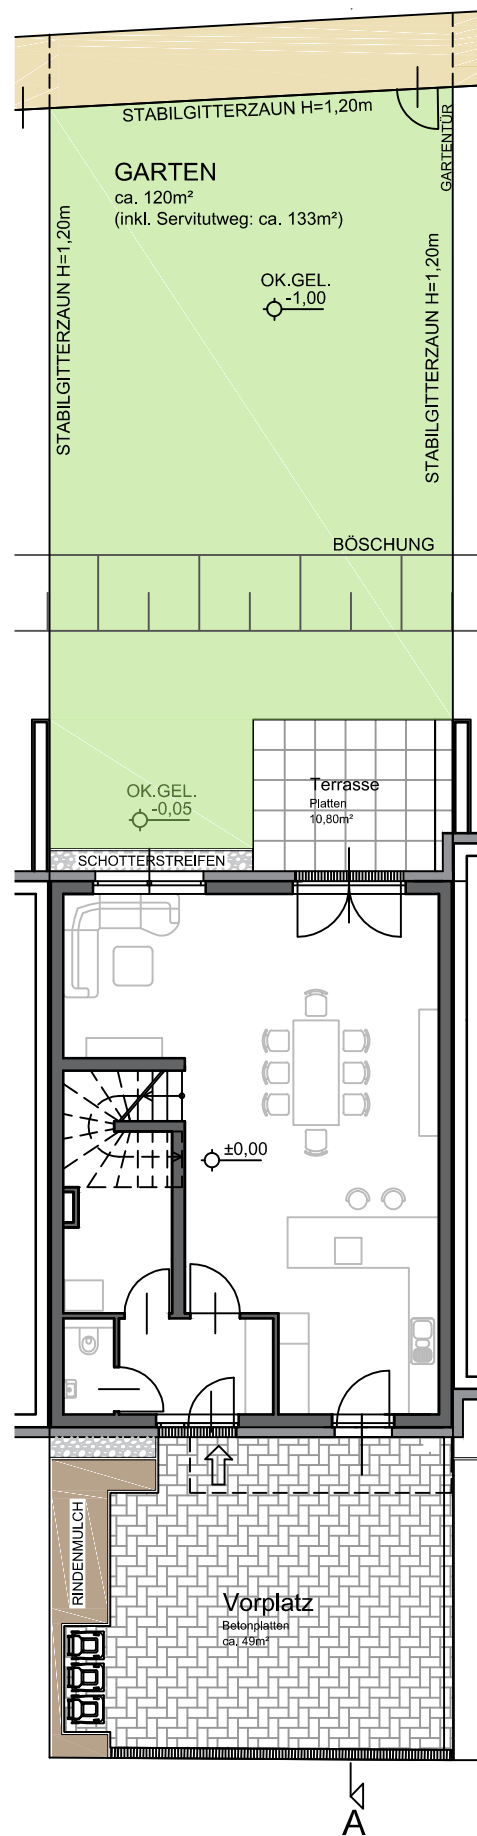 STABILGITTERZAUN H=1,20m
GARTENTÜR
GARTEN
ca. 120m²
(inkl. Servitutweg: ca. 133m²)
STABILGITTERZAUN H=1,20m
STABILGITTERZAUN H=1,20m
OK.GEL.
-1,00
BÖSCHUNG
Terrasse
Platten
10,80m²
OK.GEL.
-0,05
SCHOTTERSTREIFEN
±0,00
RINDENMULCH
Vorplatz
Betonplatten
ca. 49m²
A